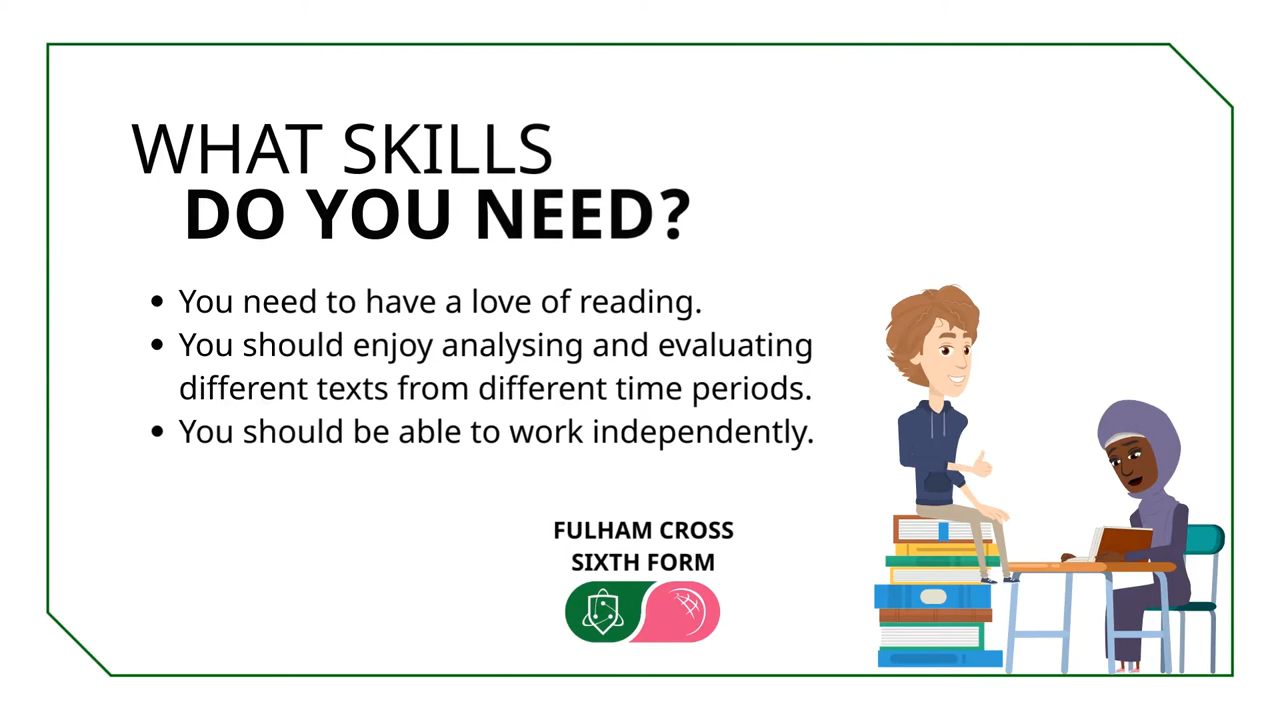 WHAT SKILLS
DO YOU NEED?
• You need to have a love of reading.
• You should enjoy analysing and evaluating
different texts from different time periods.
• You should be able to work independently.
FULHAM CROSS
SIXTH FORM